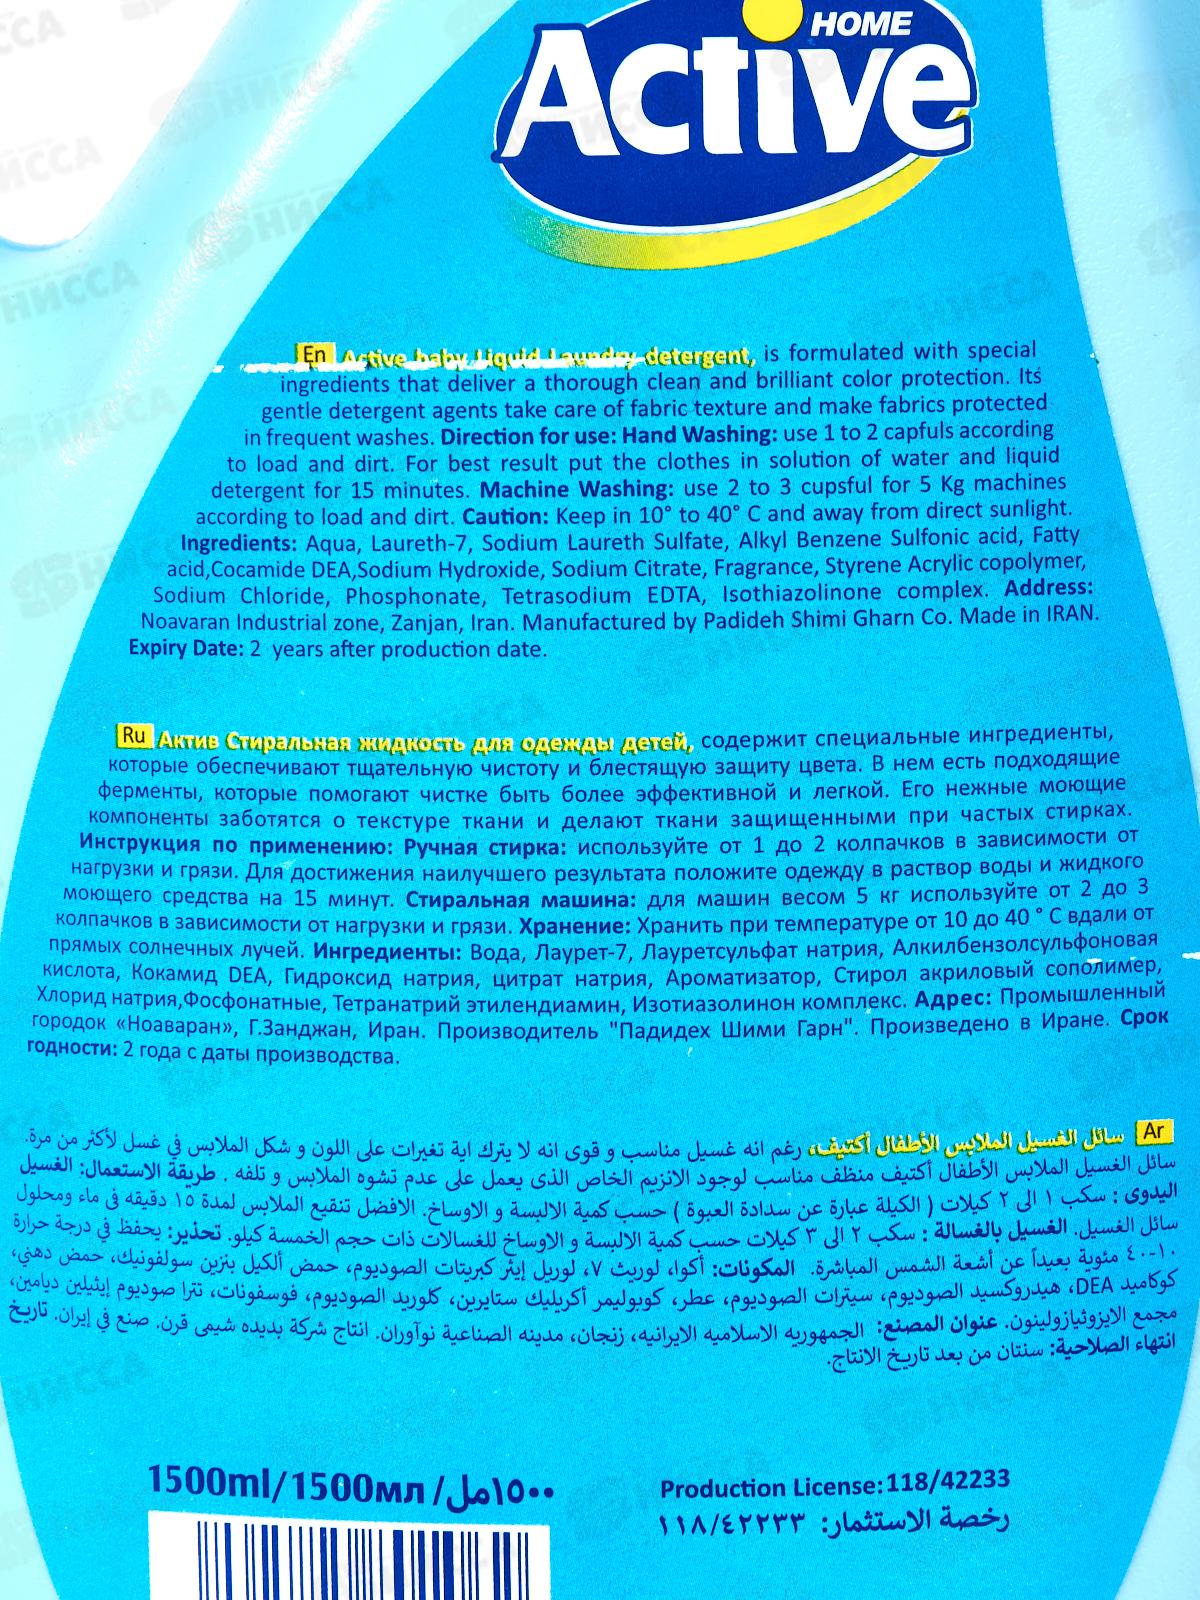 HOME
Active
En Active baby Liquid Laundry detergent, is formulated with special
ingredients that deliver a thorough clean and brilliant color protection. Its
gentle detergent agents take care of fabric texture and make fabrics protected
in frequent washes. Direction for use: Hand Washing: use 1 to 2 capfuls according
to load and dirt. For best result put the clothes in solution of water and liquid
detergent for 15 minutes. Machine Washing: use 2 to 3 cupsful for 5 Kg machines
according to load and dirt. Caution: Keep in 10° to 40° C and away from direct sunlight.
Ingredients: Aqua, Laureth-7, Sodium Laureth Sulfate, Alkyl Benzene Sulfonic acid, Fatty
acid,Cocamide DEA,Sodium Hydroxide, Sodium Citrate, Fragrance, Styrene Acrylic copolymer,
Sodium Chloride, Phosphonate, Tetrasodium EDTA, Isothiazolinone complex. Address:
Noavaran Industrial zone, Zanjan, Iran. Manufactured by Padideh Shimi Gharn Co. Made in IRAN.
Expiry Date: 2 years after production date.
Ru Актив Стиральная жидкость для одежды детей, содержит специальные ингредиенты,
которые обеспечивают тщательную чистоту и блестящую защиту цвета. В нем есть подходящие
ферменты, которые помогают чистке быть более эффективной и легкой. Его нежные моющие
компоненты заботятся о текстуре ткани и делают ткани защищенными при частых стирках.
Инструкция по применению: Ручная стирка: используйте от 1 до 2 колпачков в зависимости от
нагрузки и грязи. Для достижения наилучшего результата положите одежду в раствор воды и жидкого
моющего средства на 15 минут. Стиральная машина: для машин весом 5 кг используйте от 2 до 3
колпачков в зависимости от нагрузки и грязи. Хранение: Хранить при температуре от 10 до 40 ° C вдали от
прямых солнечных лучей. Ингредиенты: Вода, Лаурет-7, Лауретсульфат натрия, Алкилбензолсульфоновая
кислота, Кокамид DEA, Гидроксид натрия, цитрат натрия, Ароматизатор, Стирол акриловый сополимер,
Хлорид натрия,Фосфонатные, Тетранатрий этилендиамин, Изотиазолинон комплекс. Адрес: Промышленный
городок «Ноаваран», Г.Занджан, Иран. Производитель "Падидех Шими Гарн". Произведено в Иране. Срок
годности: 2 года с даты производства.
Ar سائل الغسيل الملابس الأطفال أكتيف، رغم انه غسيل مناسب و قوى انه لا يترك اية تغيرات على اللون و شكل الملابس في غسل لأكثر من مرة.
سائل الغسيل الملابس الأطفال أكتيف منظف مناسب لوجود الانزيم الخاص الذى يعمل على عدم تشوه الملابس و تلفه . طريقة الاستعمال: الغسيل
اليدوى : سكب ١ الى ٢ كيلات ( الكيلة عبارة عن سدادة العبوة ) حسب كمية الالبسة و الاوساخ. الافضل تنقيع الملابس لمدة ١٥ دقيقه فى ماء ومحلول
سائل الغسيل. الغسيل بالغسالة : سكب ٢ الى ٣ كيلات حسب كمية الالبسة و الاوساخ للغسالات ذات حجم الخمسة كيلو. تحذير: يحفظ في درجة حرارة
١٠-٤٠ مئوية بعيداً عن أشعة الشمس المباشرة. المكونات: أكوا، لوريث ٧، لوريل إيثر كبريتات الصوديوم، حمض ألكيل بنزين سولفونيك، حمض دهني،
كوكاميد DEA، هيدروكسيد الصوديوم، سيترات الصوديوم، عطر، كوبوليمر أكريليك ستايرين، كلوريد الصوديوم، فوسفونات، تترا صوديوم إيثيلين ديامين،
مجمع الايزوثيازولينون. عنوان المصنع: الجمهوريه الاسلاميه الايرانيه، زنجان، مدينه الصناعية نوآوران. انتاج شركة بديده شيمى قرن. صنع في إيران. تاريخ
انتهاء الصلاحية: سنتان من بعد تاريخ الانتاج.
1500ml/1500мл/١٥٠٠مل
Production License:118/42233
رخصة الاستثمار: ١١٨/٤٢٢٣٣